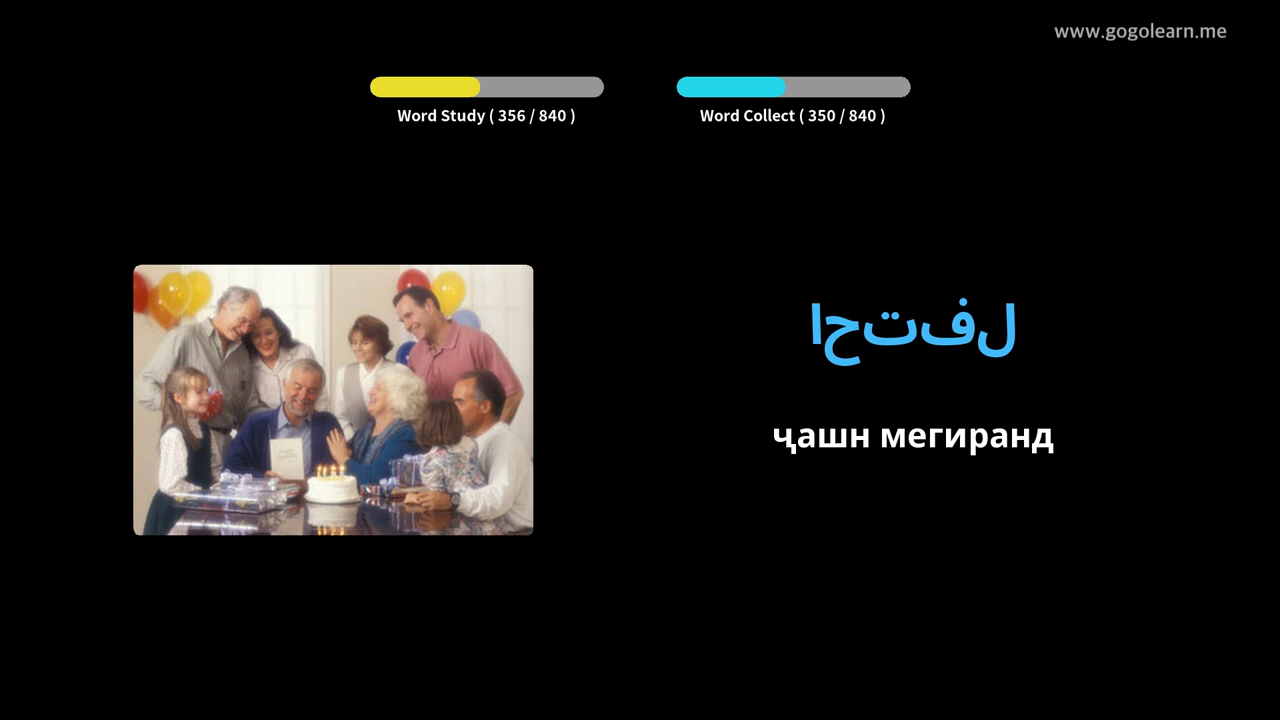 www.gogolearn.me
Word Study ( 356 / 840 )
Word Collect ( 350 / 840 )
احتفل
ҷашн мегиранд